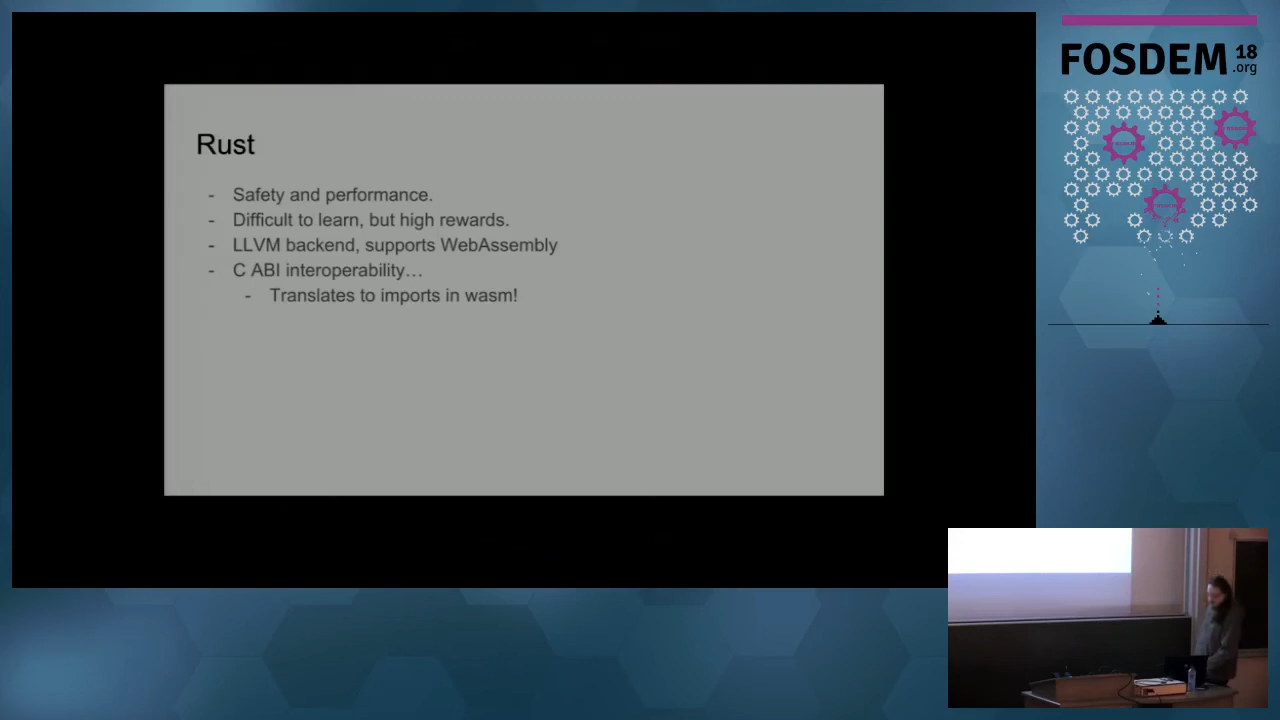 Rust
- Safety and performance.
- Difficult to learn, but high rewards.
- LLVM backend, supports WebAssembly
- C ABI interoperability…
- Translates to imports in wasm!
FOSDEM 18
.org